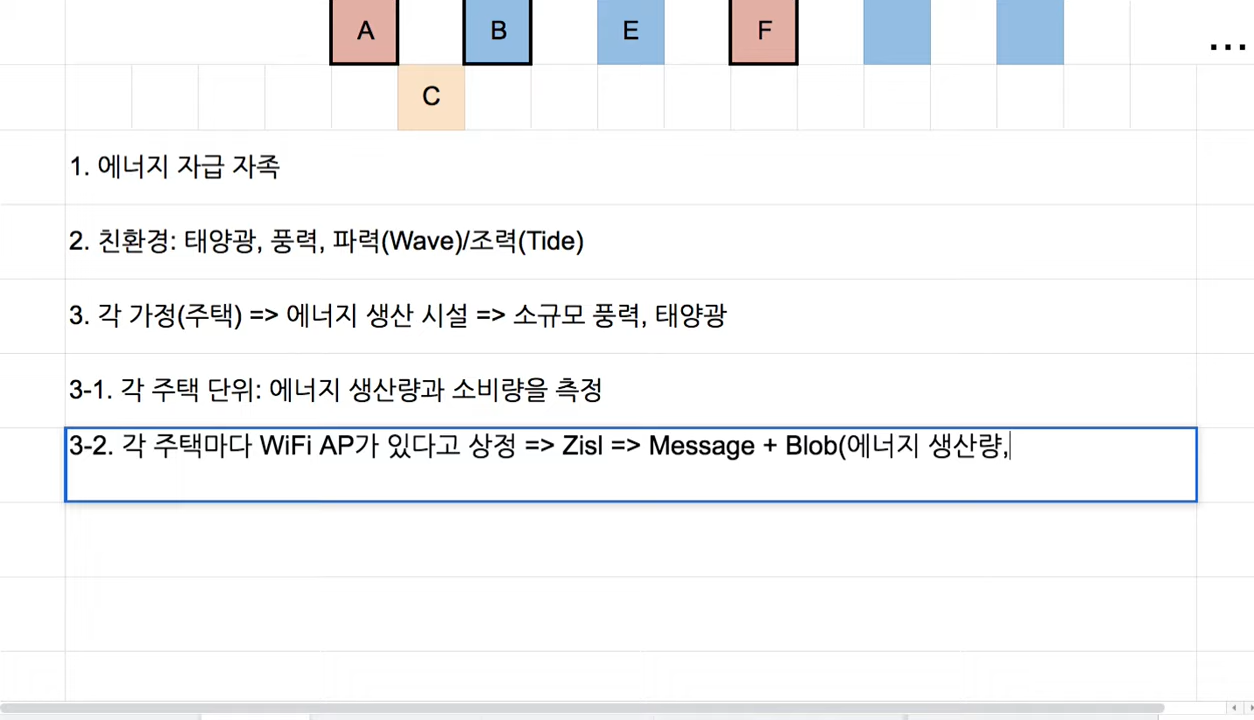 A B E F ...
C
1. 에너지 자급 자족
2. 친환경: 태양광, 풍력, 파력(Wave)/조력(Tide)
3. 각 가정(주택) => 에너지 생산 시설 => 소규모 풍력, 태양광
3-1. 각 주택 단위: 에너지 생산량과 소비량을 측정
3-2. 각 주택마다 WiFi AP가 있다고 상정 => Zisl => Message + Blob(에너지 생산량,